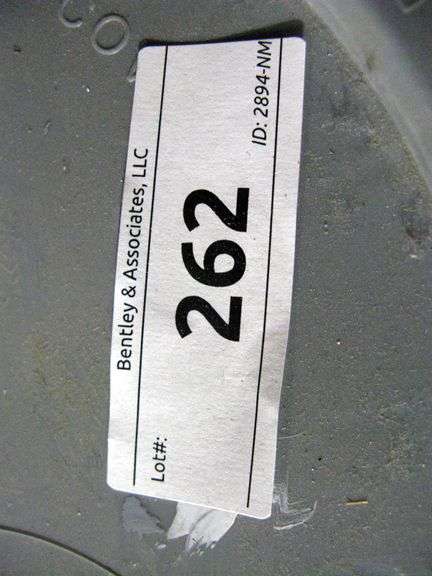 Bentley & Associates, LLC
Lot#:
262
ID: 2894-NM